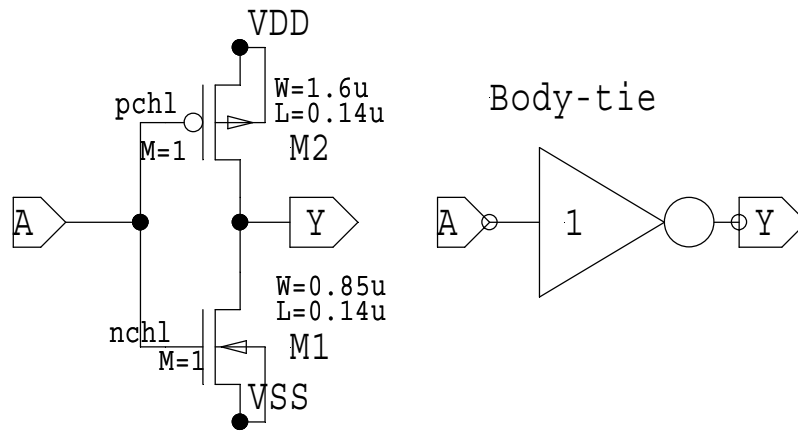 VDD
W=1.6u
L=0.14u
pchl
M=1
M2
A
Y
W=0.85u
L=0.14u
nchl
M=1
M1
VSS
Body-tie
A
1
Y